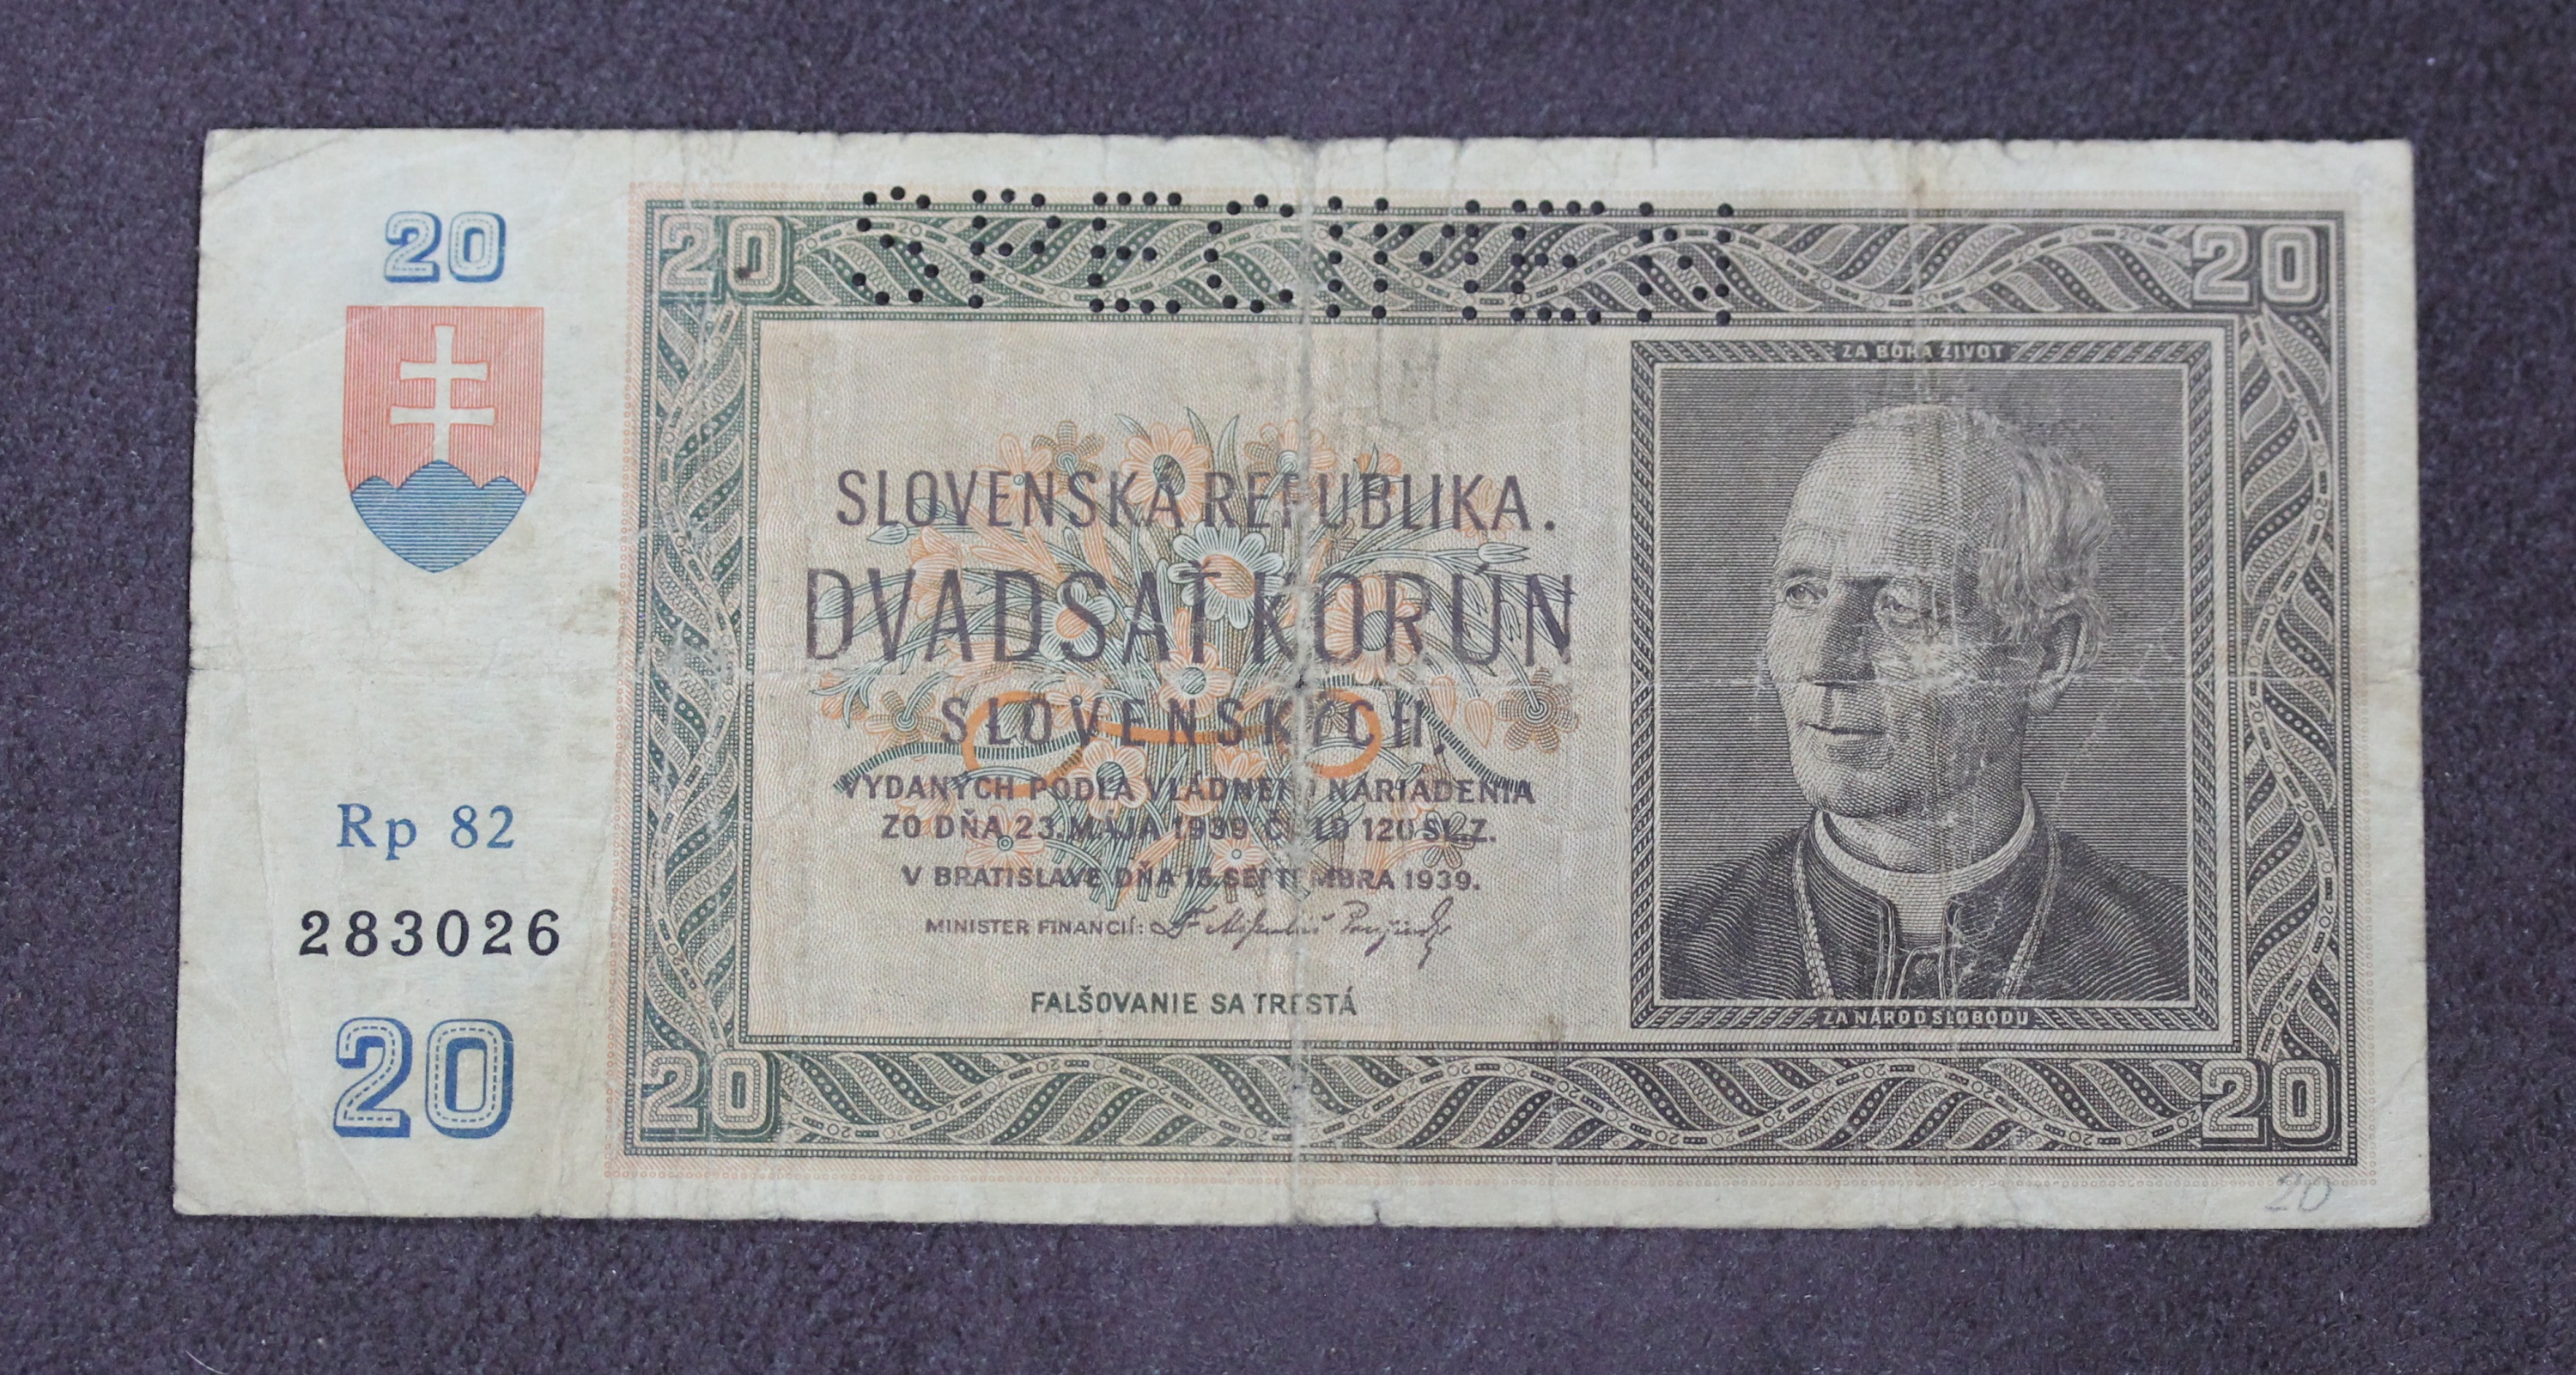 SPECIMEN
20
20
20
ZA BOHA ŽIVOT
SLOVENSKÁ REPUBLIKA.
DVADSAŤ KORÚN
SLOVENSKÝCH,
VYDANÝCH PODĽA VLÁDNEHO NARIADENIA
ZO DŇA 23. MÁJA 1939 ČÍSLO 120 SL. Z.
V BRATISLAVE DŇA 15. SEPTEMBRA 1939.
MINISTER FINANCIÍ:
FALŠOVANIE SA TRESTÁ
ZA NÁROD SLOBODU
Rp 82
283026
20
20
20
20